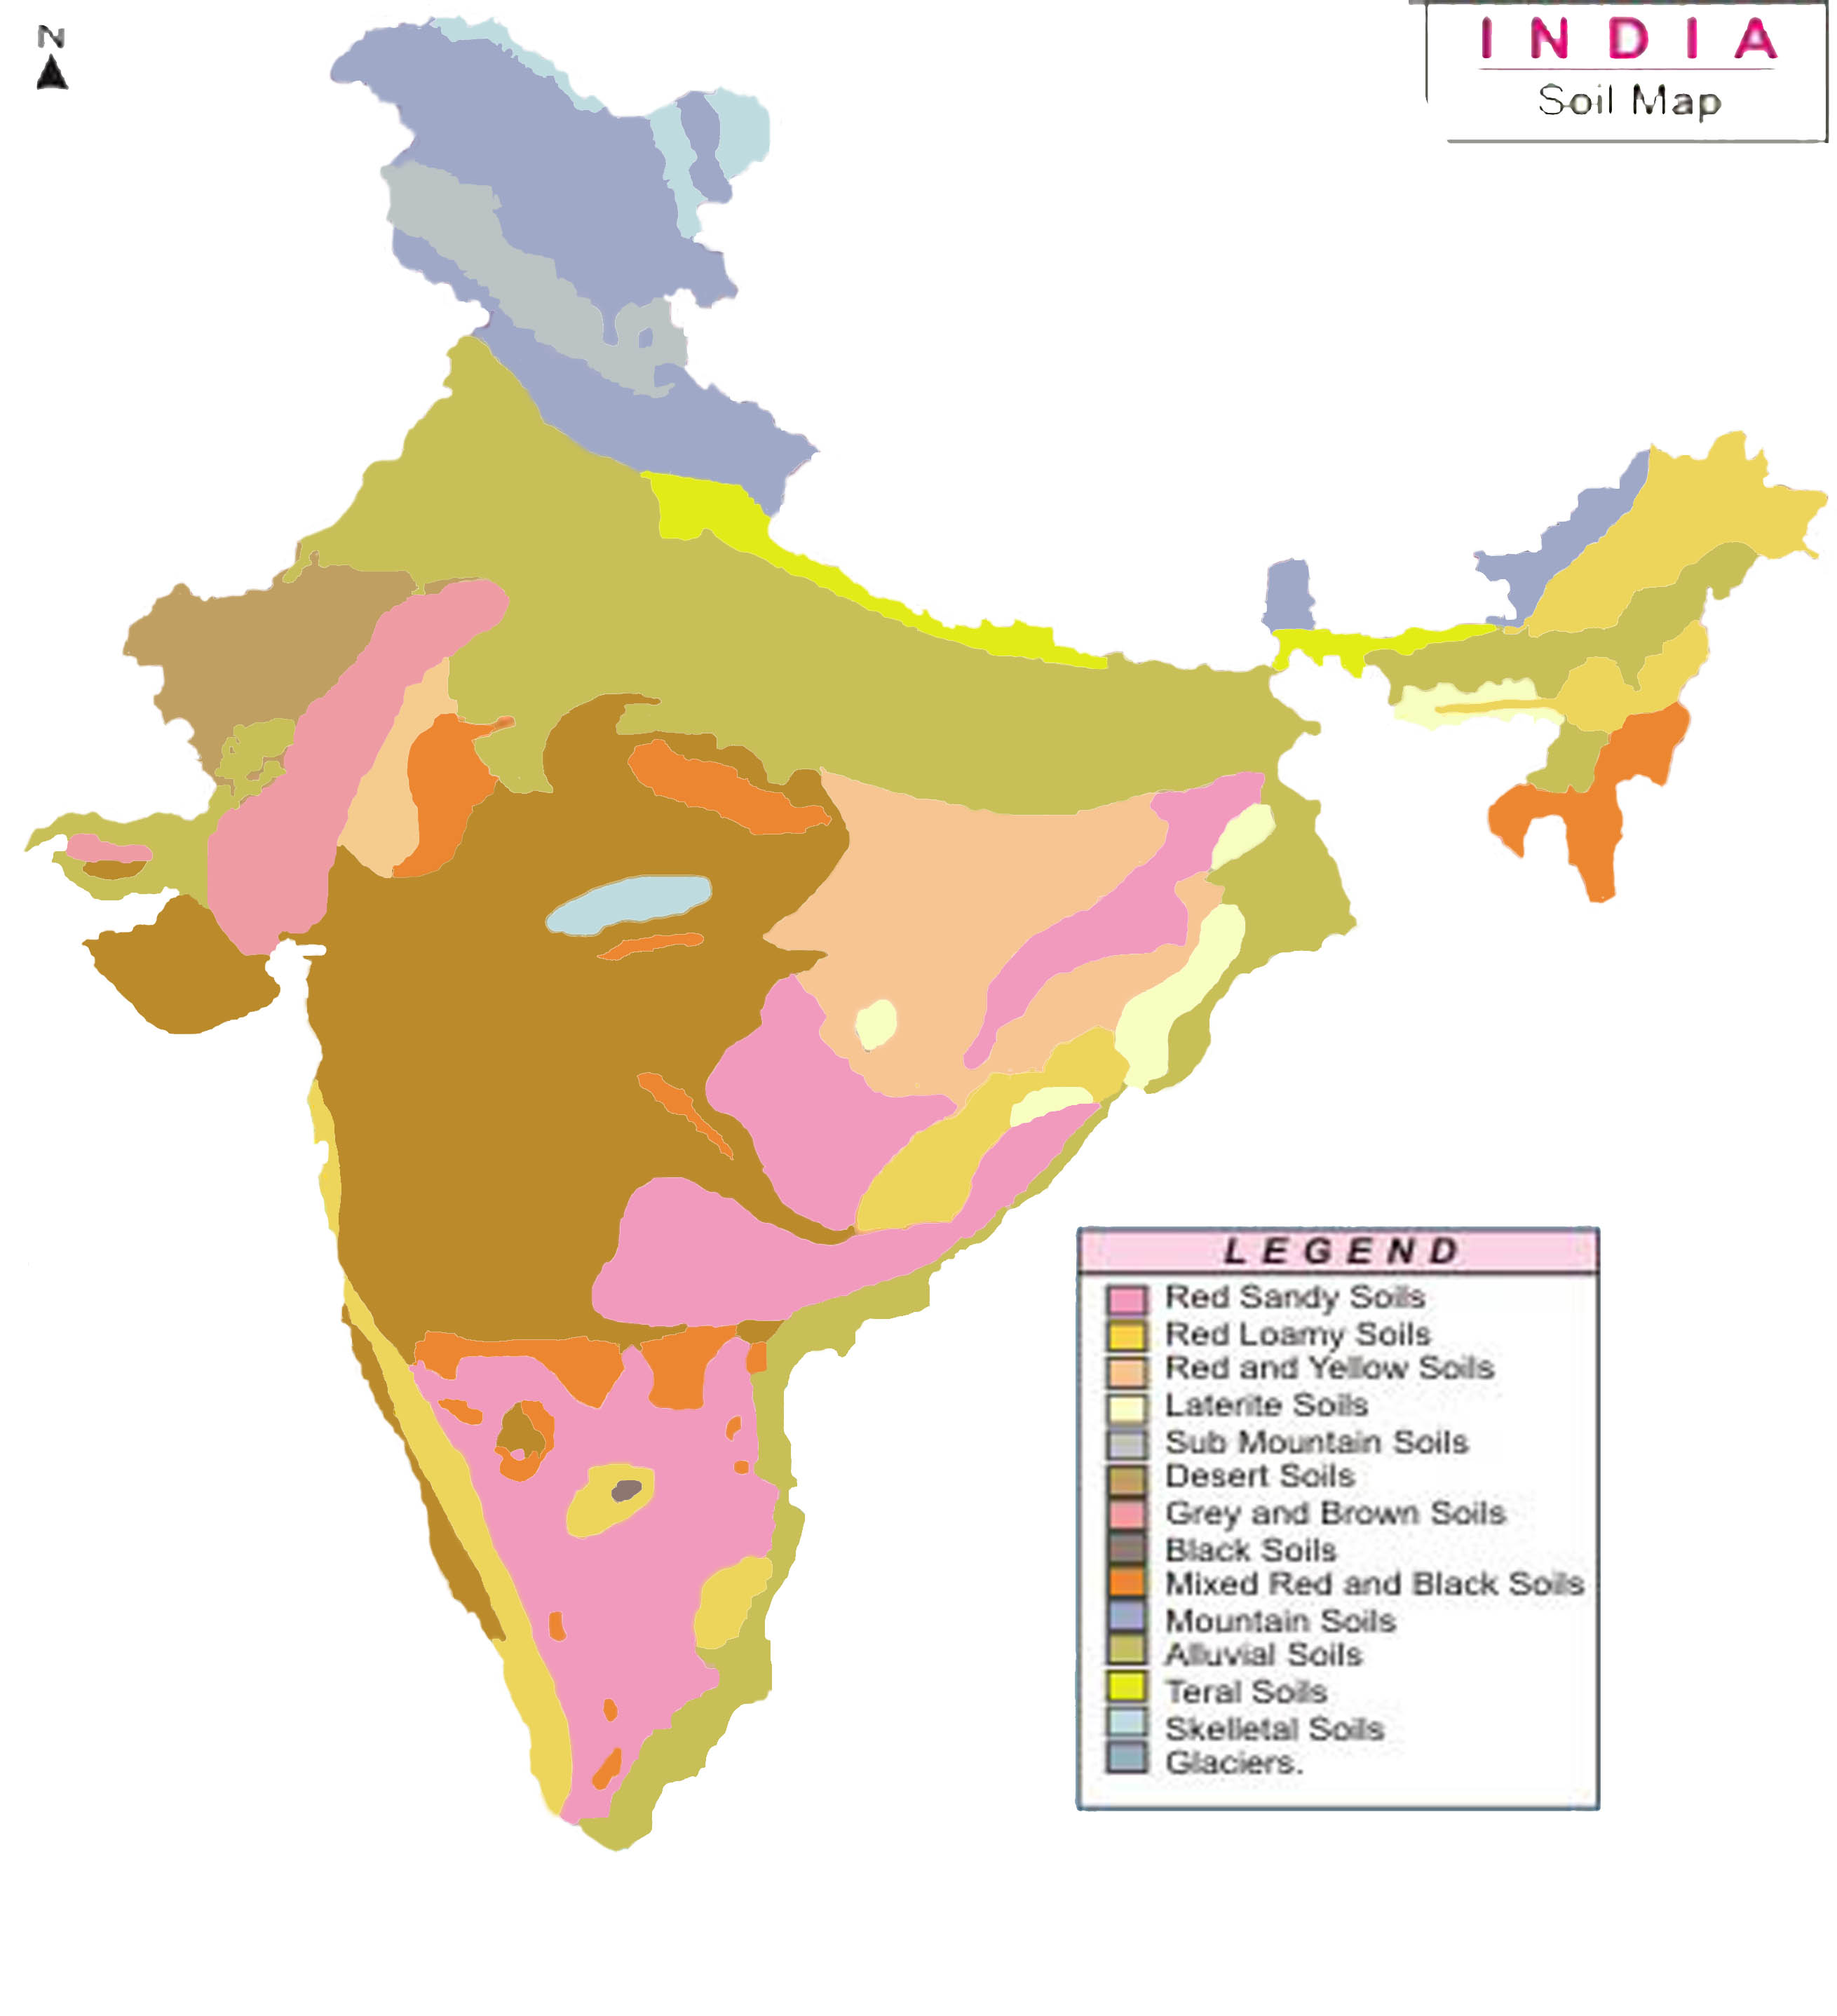 N
INDIA
Soil Map
LEGEND
Red Sandy Soils
Red Loamy Soils
Red and Yellow Soils
Laterite Soils
Sub Mountain Soils
Desert Soils
Grey and Brown Soils
Black Soils
Mixed Red and Black Soils
Mountain Soils
Alluvial Soils
Teral Soils
Skelletal Soils
Glaciers.